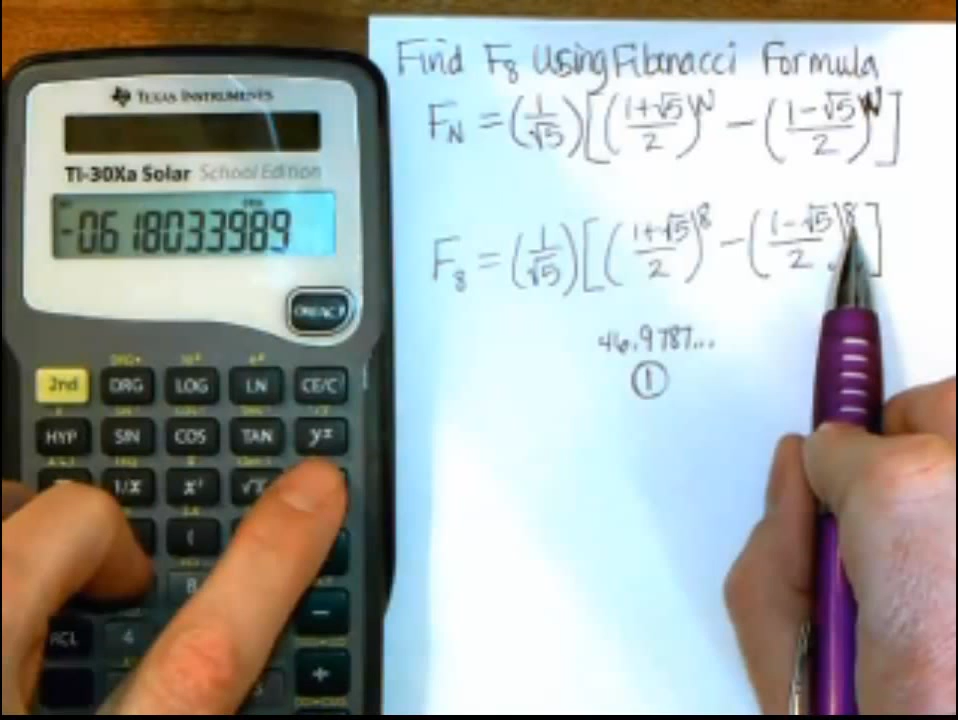 TEXAS INSTRUMENTS
TI-30Xa Solar School Edition
-0.618033989
ON/AC
2nd DRG LOG LN CE/C
HYP SIN COS TAN yˣ
1/x x² √x
(
8
RCL 4 −
+
Find F₈ Using Fibonacci Formula
F_N = (1/√5)[((1+√5)/2)^N − ((1-√5)/2)^N]
F₈ = (1/√5)[((1+√5)/2)^8 − ((1-√5)/2)^8]
46.9787...
①